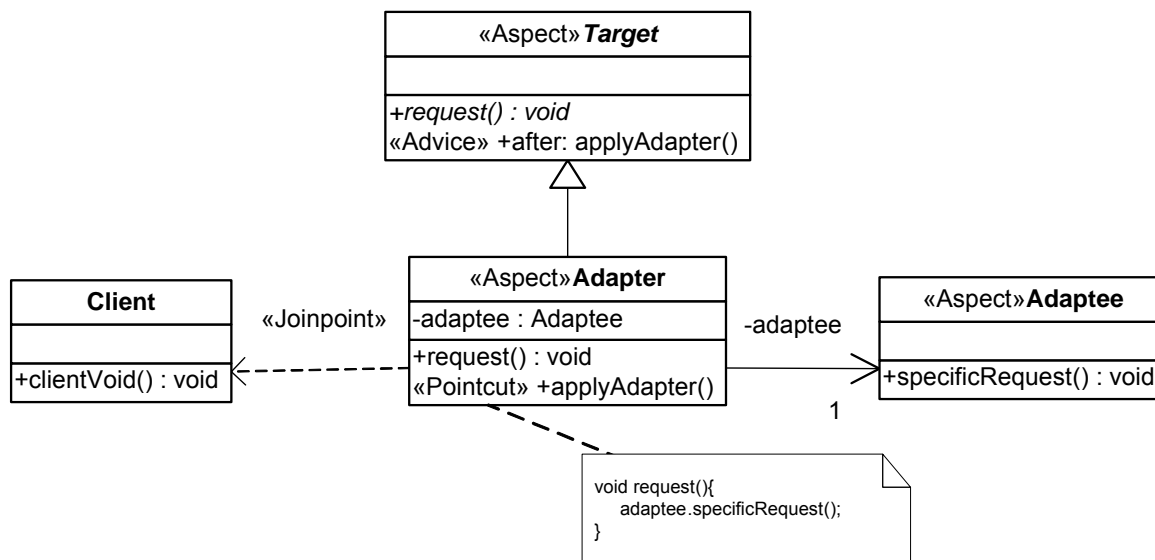 «Aspect»Target
+request() : void
«Advice» +after: applyAdapter()
«Aspect»Adapter
-adaptee : Adaptee
+request() : void
«Pointcut» +applyAdapter()
Client
+clientVoid() : void
«Joinpoint»
-adaptee
1
«Aspect»Adaptee
+specificRequest() : void
void request(){
adaptee.specificRequest();
}